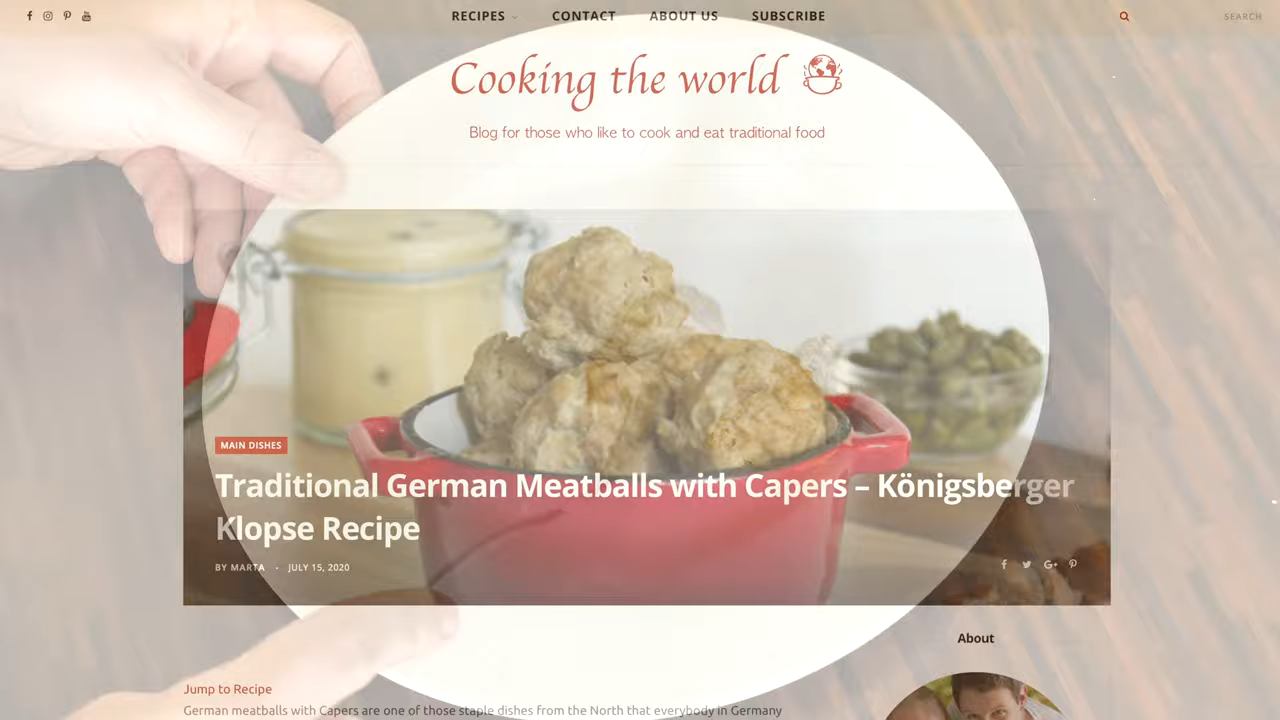 RECIPES CONTACT ABOUT US SUBSCRIBE SEARCH
Cooking the world
Blog for those who like to cook and eat traditional food
MAIN DISHES
Traditional German Meatballs with Capers – Königsberger
Klopse Recipe
BY MARTA · JULY 15, 2020
About
Jump to Recipe
German meatballs with Capers are one of those staple dishes from the North that everybody in Germany